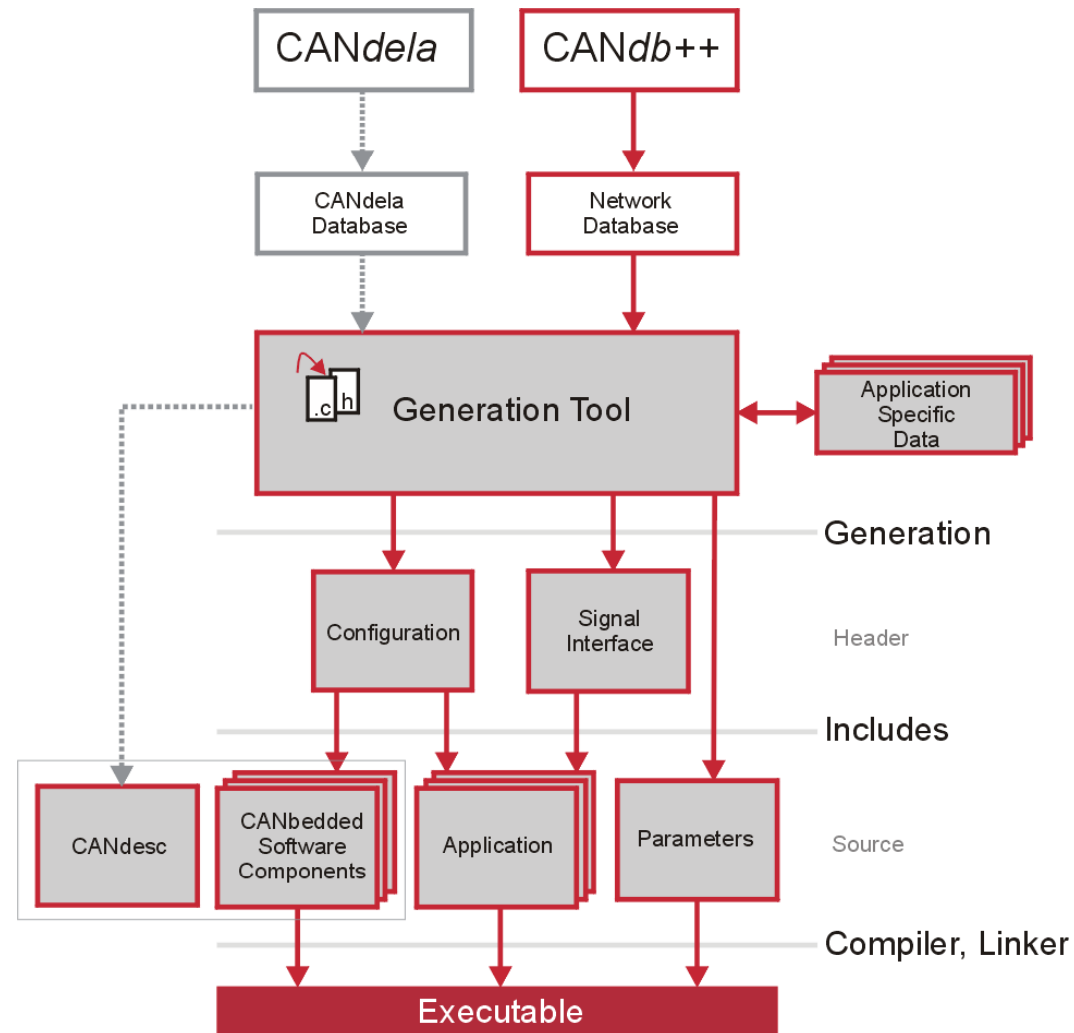 CANdela
CANdb++
CANdela
Database
Network
Database
.c
h
Generation Tool
Application
Specific
Data
Generation
Configuration
Signal
Interface
Header
Includes
CANdesc
CANbedded
Software
Components
Application
Parameters
Source
Compiler, Linker
Executable